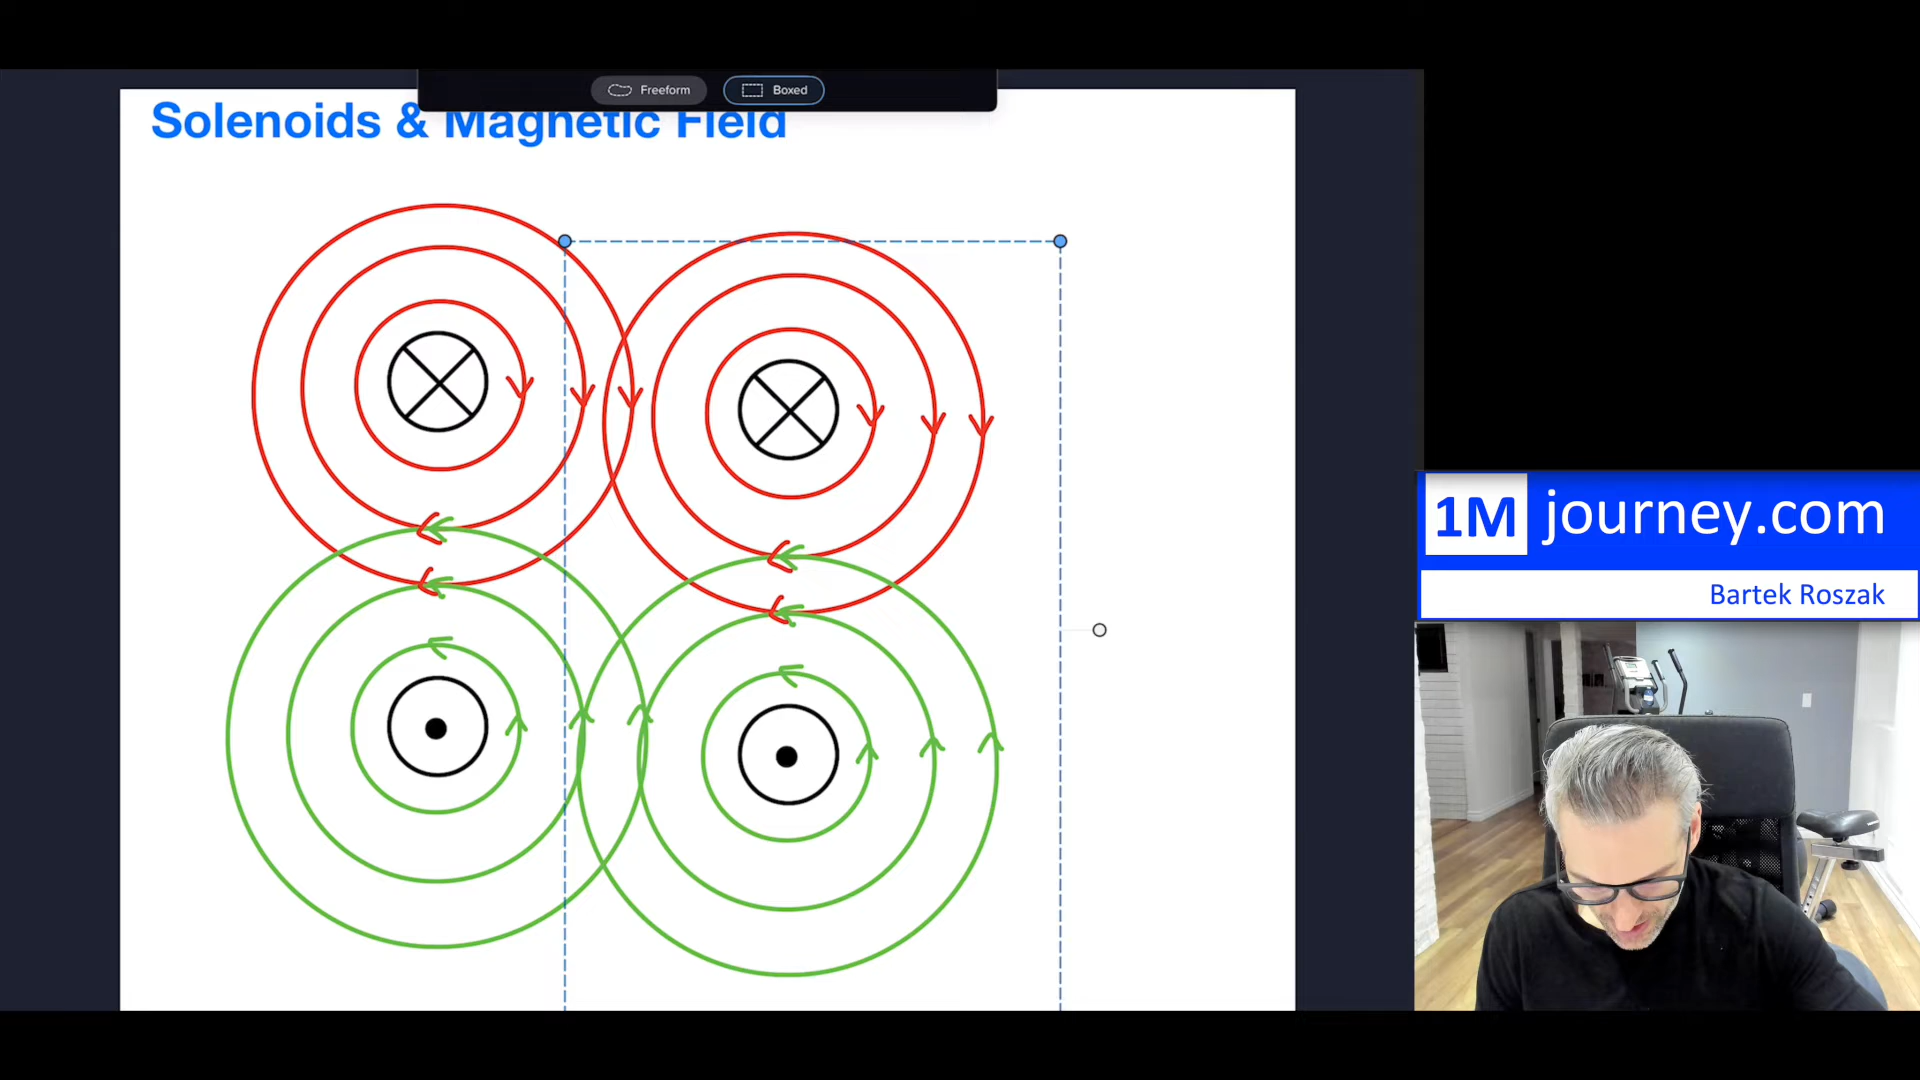 Freeform Boxed
Solenoids & Magnetic Field
1M journey.com
Bartek Roszak